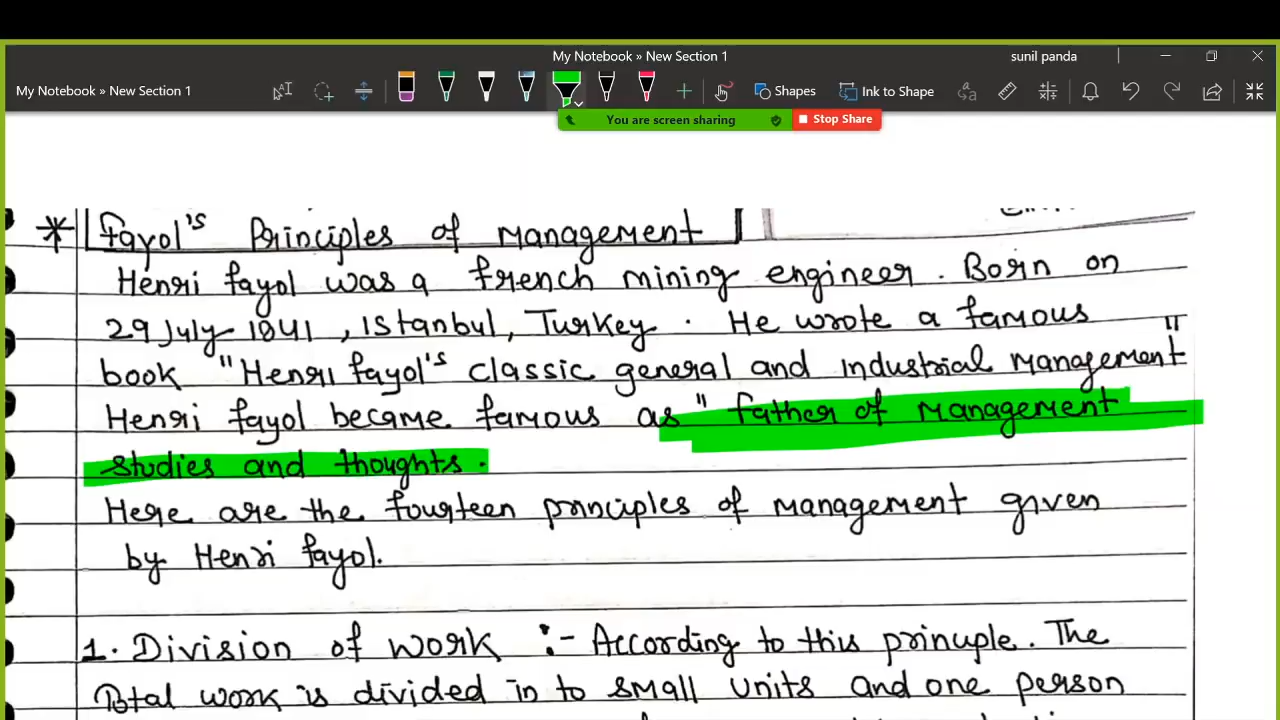 My Notebook » New Section 1
sunil panda
My Notebook » New Section 1
Shapes
Ink to Shape
You are screen sharing
Stop Share
* Fayol's Principles of Management
Henri fayol was a french mining engineer. Born on
29 July 1841, Istanbul, Turkey. He wrote a famous
book "Henri fayol's classic general and industrial management"
Henri fayol became famous as "father of management
studies and thoughts.
Here are the fourteen principles of management given
by Henri fayol.
1. Division of work :- According to this prinuple. The
Total work is divided in to small units and one person